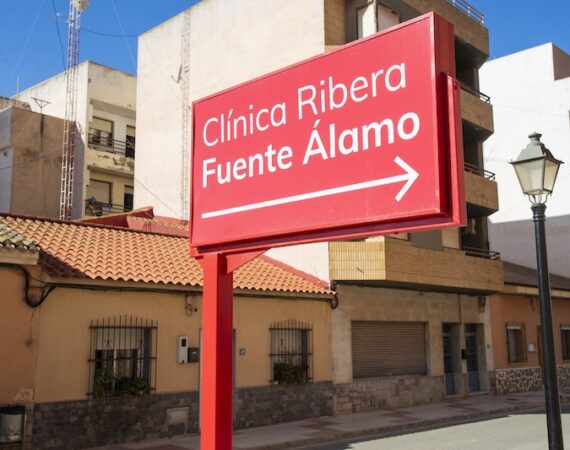 Clínica Ribera
Fuente Álamo